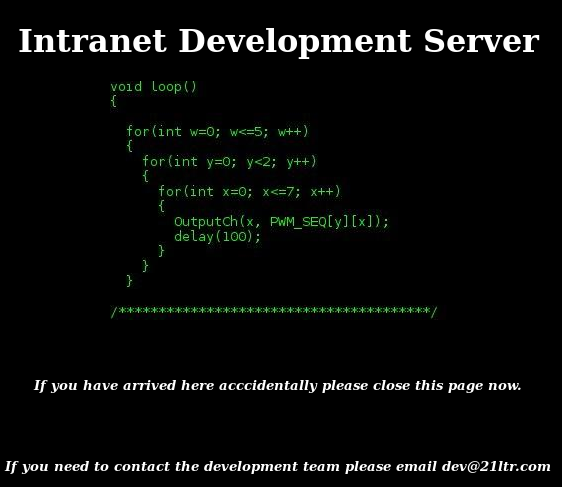 Intranet Development Server
void loop()
{
for(int w=0; w<=5; w++)
{
for(int y=0; y<2; y++)
{
for(int x=0; x<=7; x++)
{
OutputCh(x, PWM_SEQ[y][x]);
delay(100);
}
}
}
/***************************************/
If you have arrived here acccidentally please close this page now.
If you need to contact the development team please email dev@21ltr.com